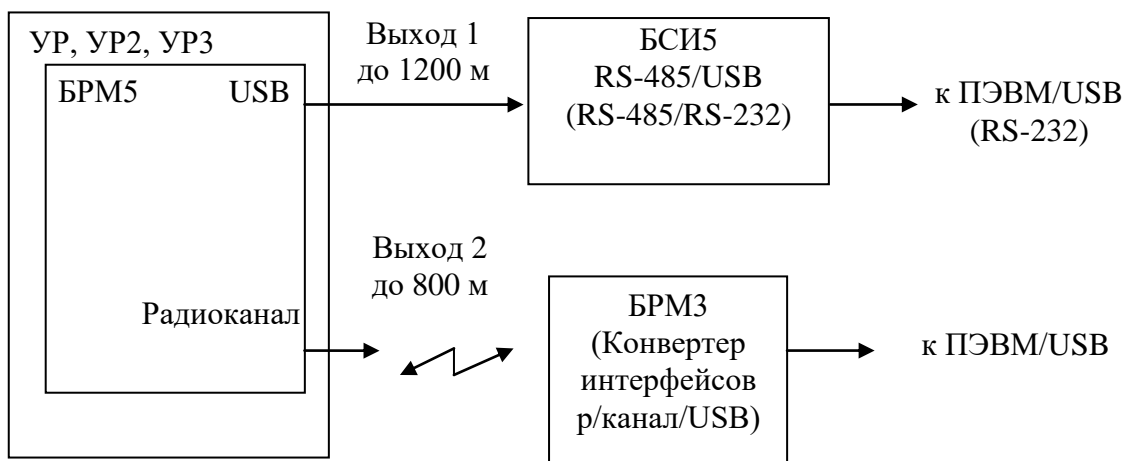 УР, УР2, УР3
БРМ5 USB
Радиоканал
Выход 1
до 1200 м
БСИ5
RS-485/USB
(RS-485/RS-232)
к ПЭВМ/USB
(RS-232)
Выход 2
до 800 м
БРМ3
(Конвертер
интерфейсов
р/канал/USB)
к ПЭВМ/USB